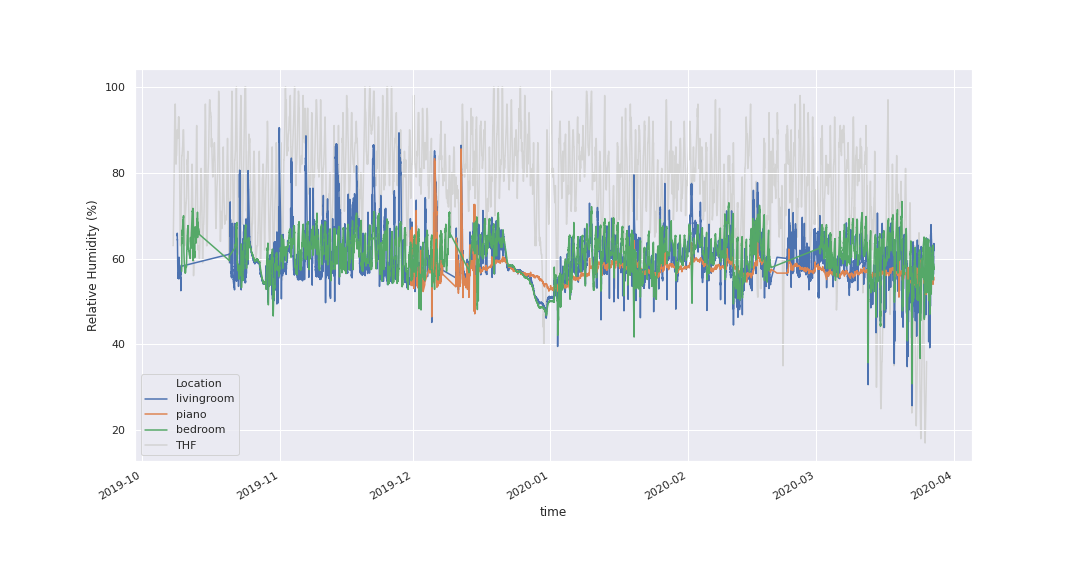 100
80
60
40
20
Relative Humidity (%)
Location
livingroom
piano
bedroom
THF
2019-10
2019-11
2019-12
2020-01
2020-02
2020-03
2020-04
time